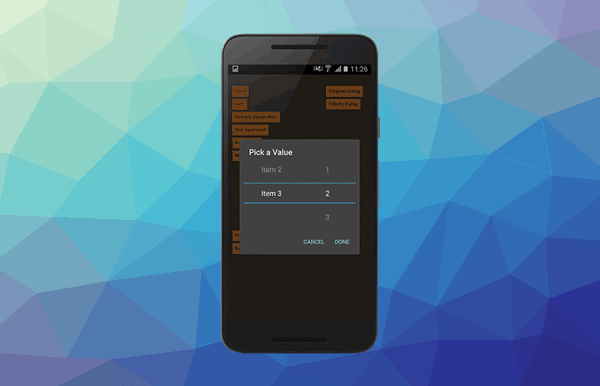 11:26
Progress Dialog
Activity Dialog
Multiple Option Alert
Text Input Alert
Pick a Value
Item 2 1
Item 3 2
3
CANCEL DONE